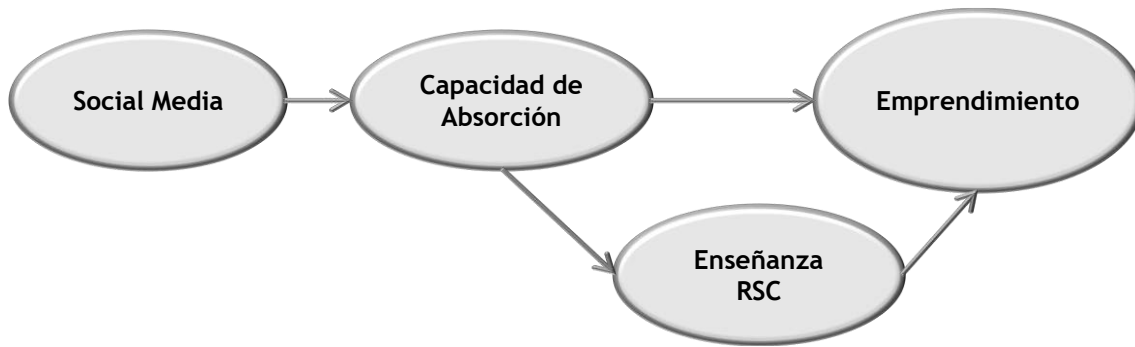 Social Media
Capacidad de
Absorción
Emprendimiento
Enseñanza
RSC